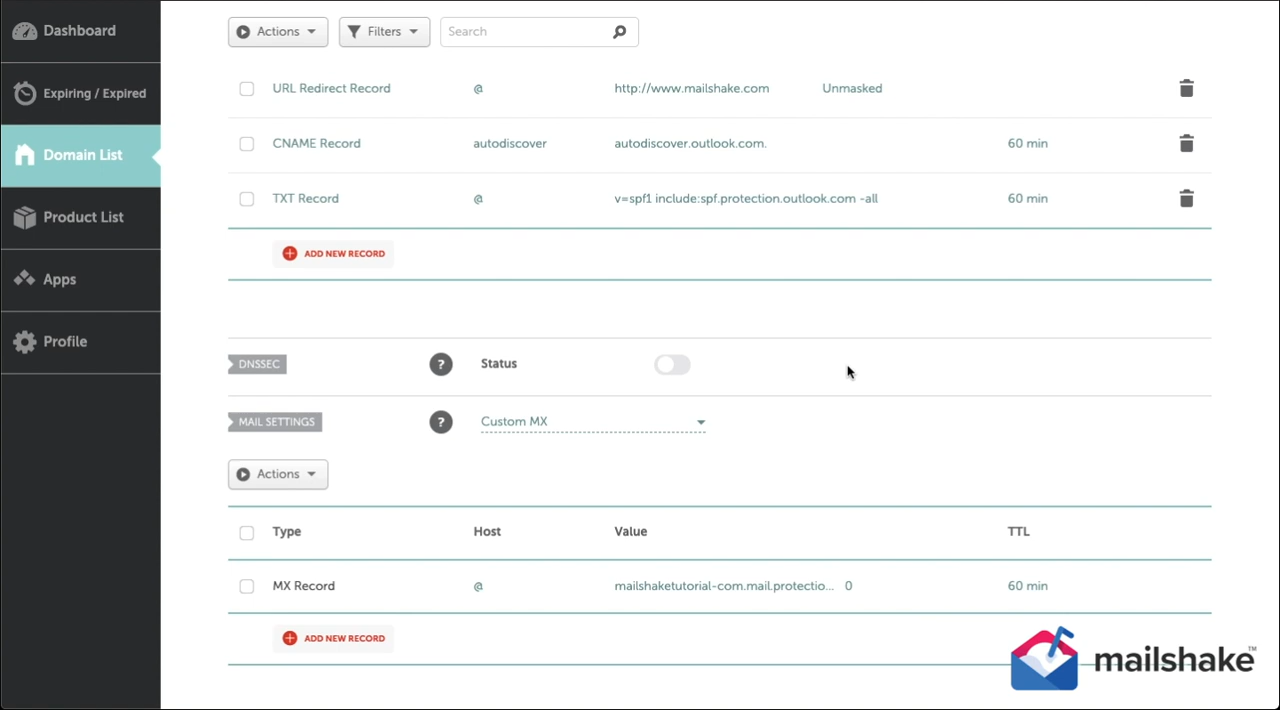 Dashboard
Expiring / Expired
Domain List
Product List
Apps
Profile
Actions Filters Search
URL Redirect Record @ http://www.mailshake.com Unmasked
CNAME Record autodiscover autodiscover.outlook.com. 60 min
TXT Record @ v=spf1 include:spf.protection.outlook.com -all 60 min
ADD NEW RECORD
DNSSEC ? Status
MAIL SETTINGS ? Custom MX
Actions
Type Host Value TTL
MX Record @ mailshaketutorial-com.mail.protectio... 0 60 min
ADD NEW RECORD
mailshake™